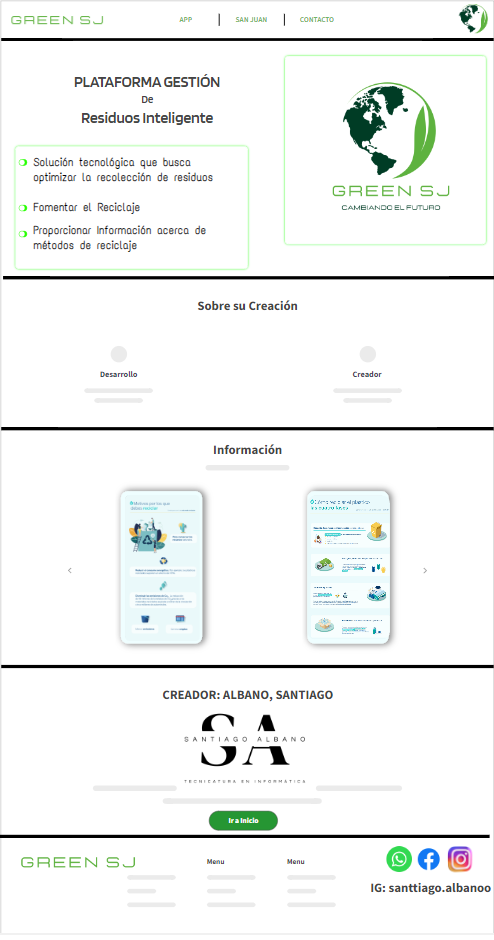 GREEN SJ
APP
SAN JUAN
CONTACTO
PLATAFORMA GESTIÓN
De
Residuos Inteligente
Solución tecnológica que busca
optimizar la recolección de residuos
Fomentar el Reciclaje
Proporcionar Información acerca de
métodos de reciclaje
GREEN SJ
CAMBIANDO EL FUTURO
Sobre su Creación
Desarrollo
Creador
Información
CREADOR: ALBANO, SANTIAGO
SA
SANTIAGO ALBANO
TECNICATURA EN INFORMÁTICA
Ir a Inicio
GREEN SJ
Menu
Menu
IG: santtiago.albanoo